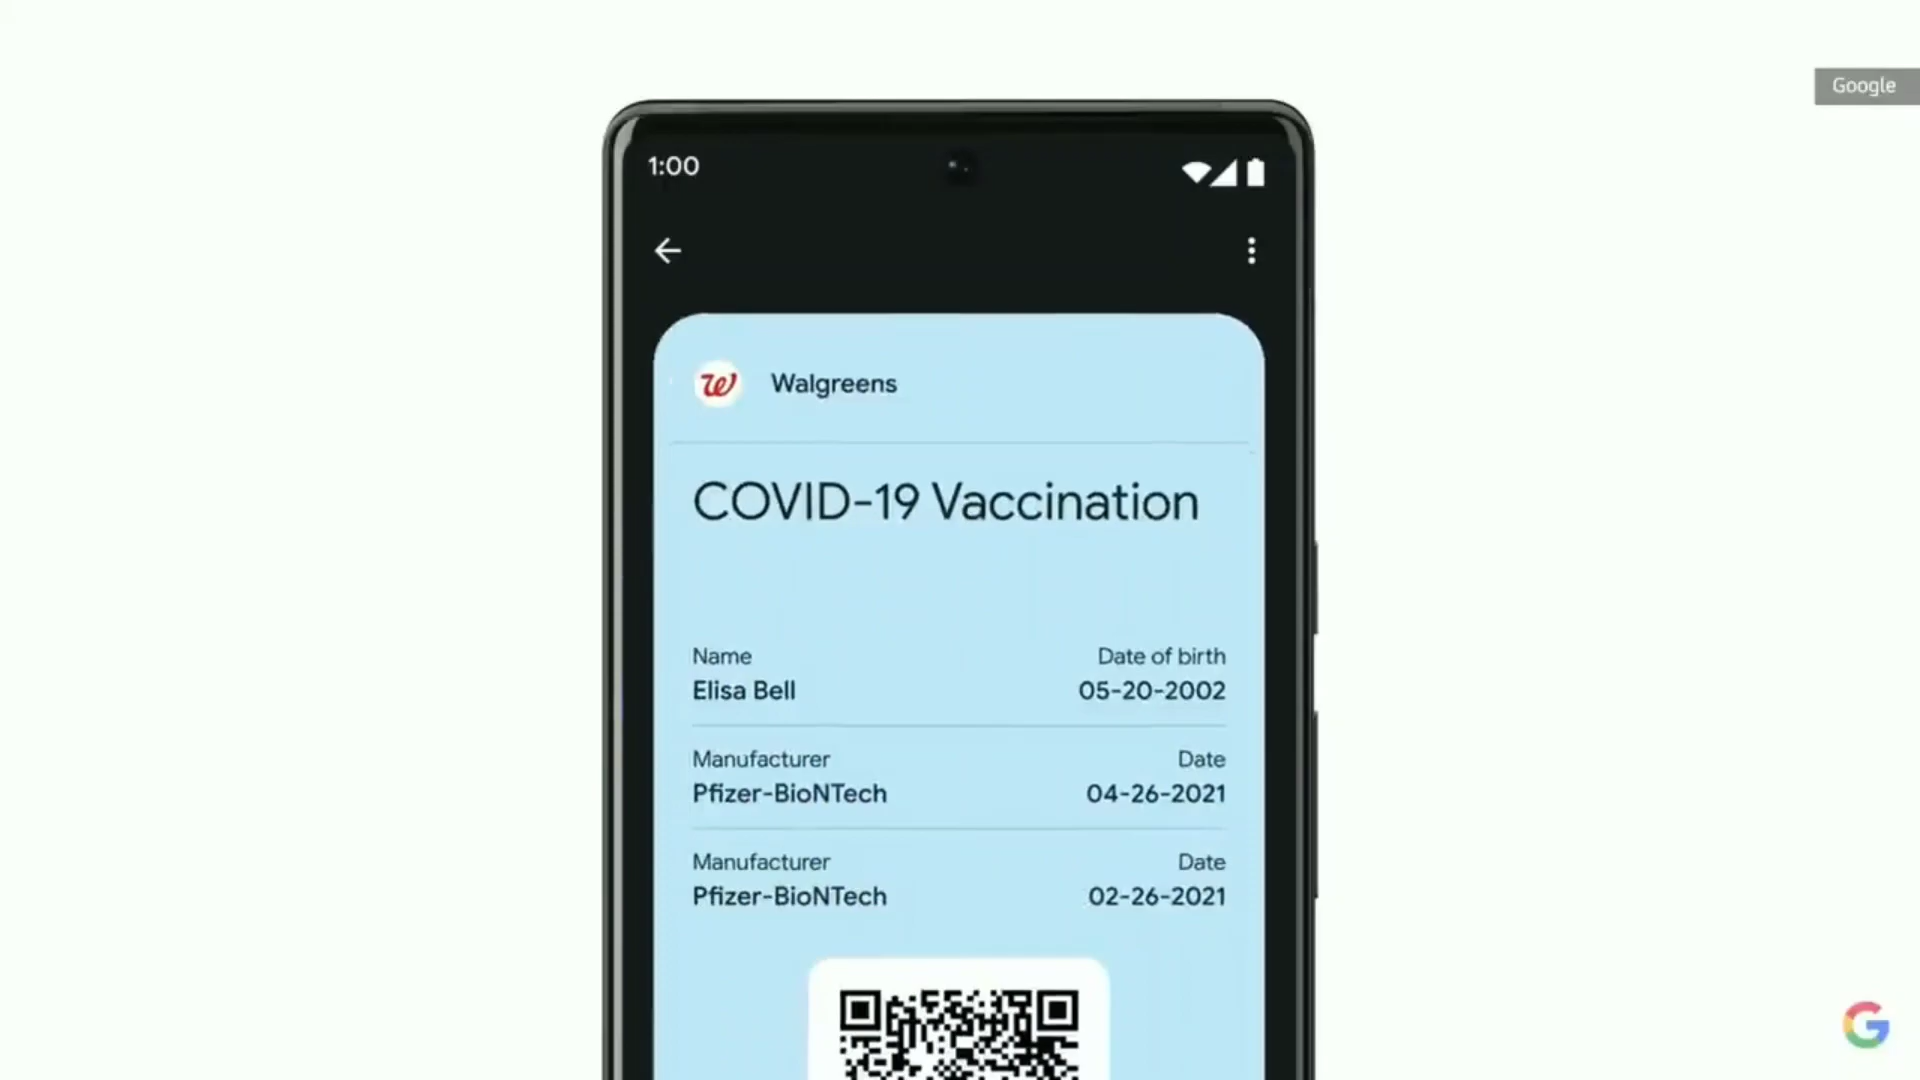 Google
1:00
Walgreens
COVID-19 Vaccination
Name Date of birth
Elisa Bell 05-20-2002
Manufacturer Date
Pfizer-BioNTech 04-26-2021
Manufacturer Date
Pfizer-BioNTech 02-26-2021